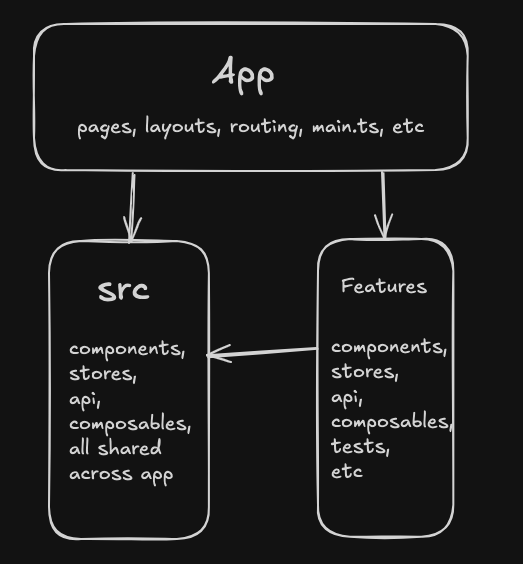 App
pages, layouts, routing, main.ts, etc
src
components,
stores,
api,
composables,
all shared
across app
Features
components,
stores,
api,
composables,
tests,
etc